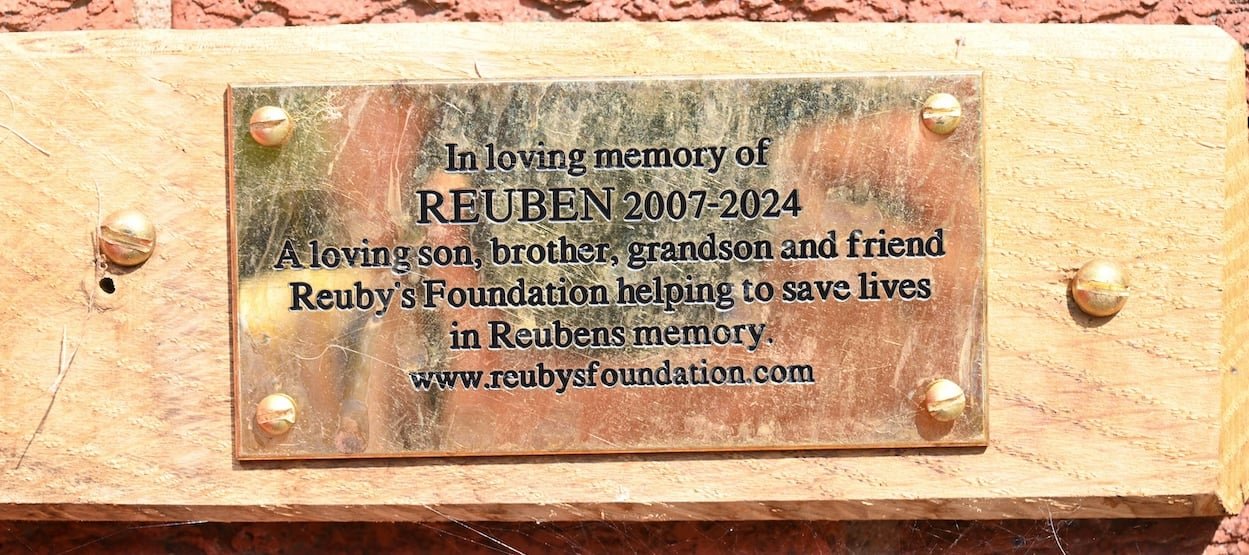 In loving memory of
REUBEN 2007-2024
A loving son, brother, grandson and friend
Reuby's Foundation helping to save lives
in Reubens memory.
www.reubysfoundation.com